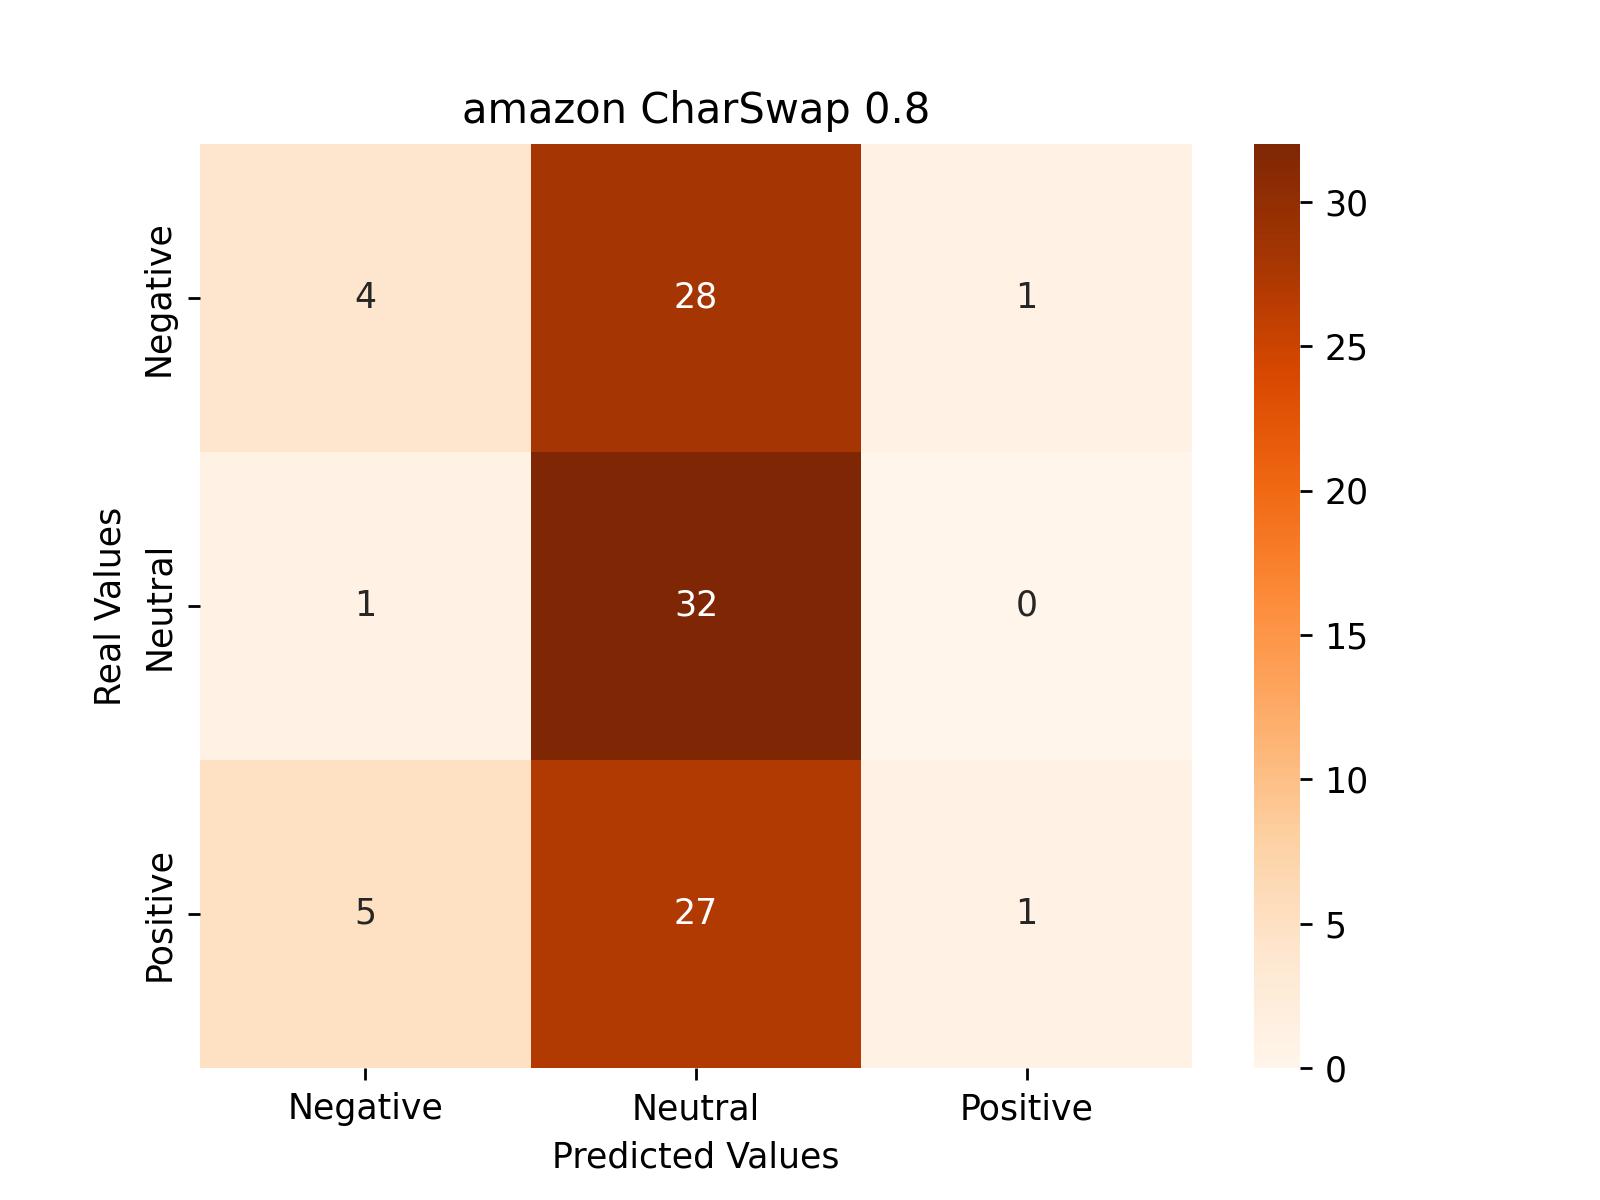 amazon CharSwap 0.8
Real Values
Negative
4 28 1
Neutral
1 32 0
Positive
5 27 1
Negative Neutral Positive
Predicted Values
30
25
20
15
10
5
0